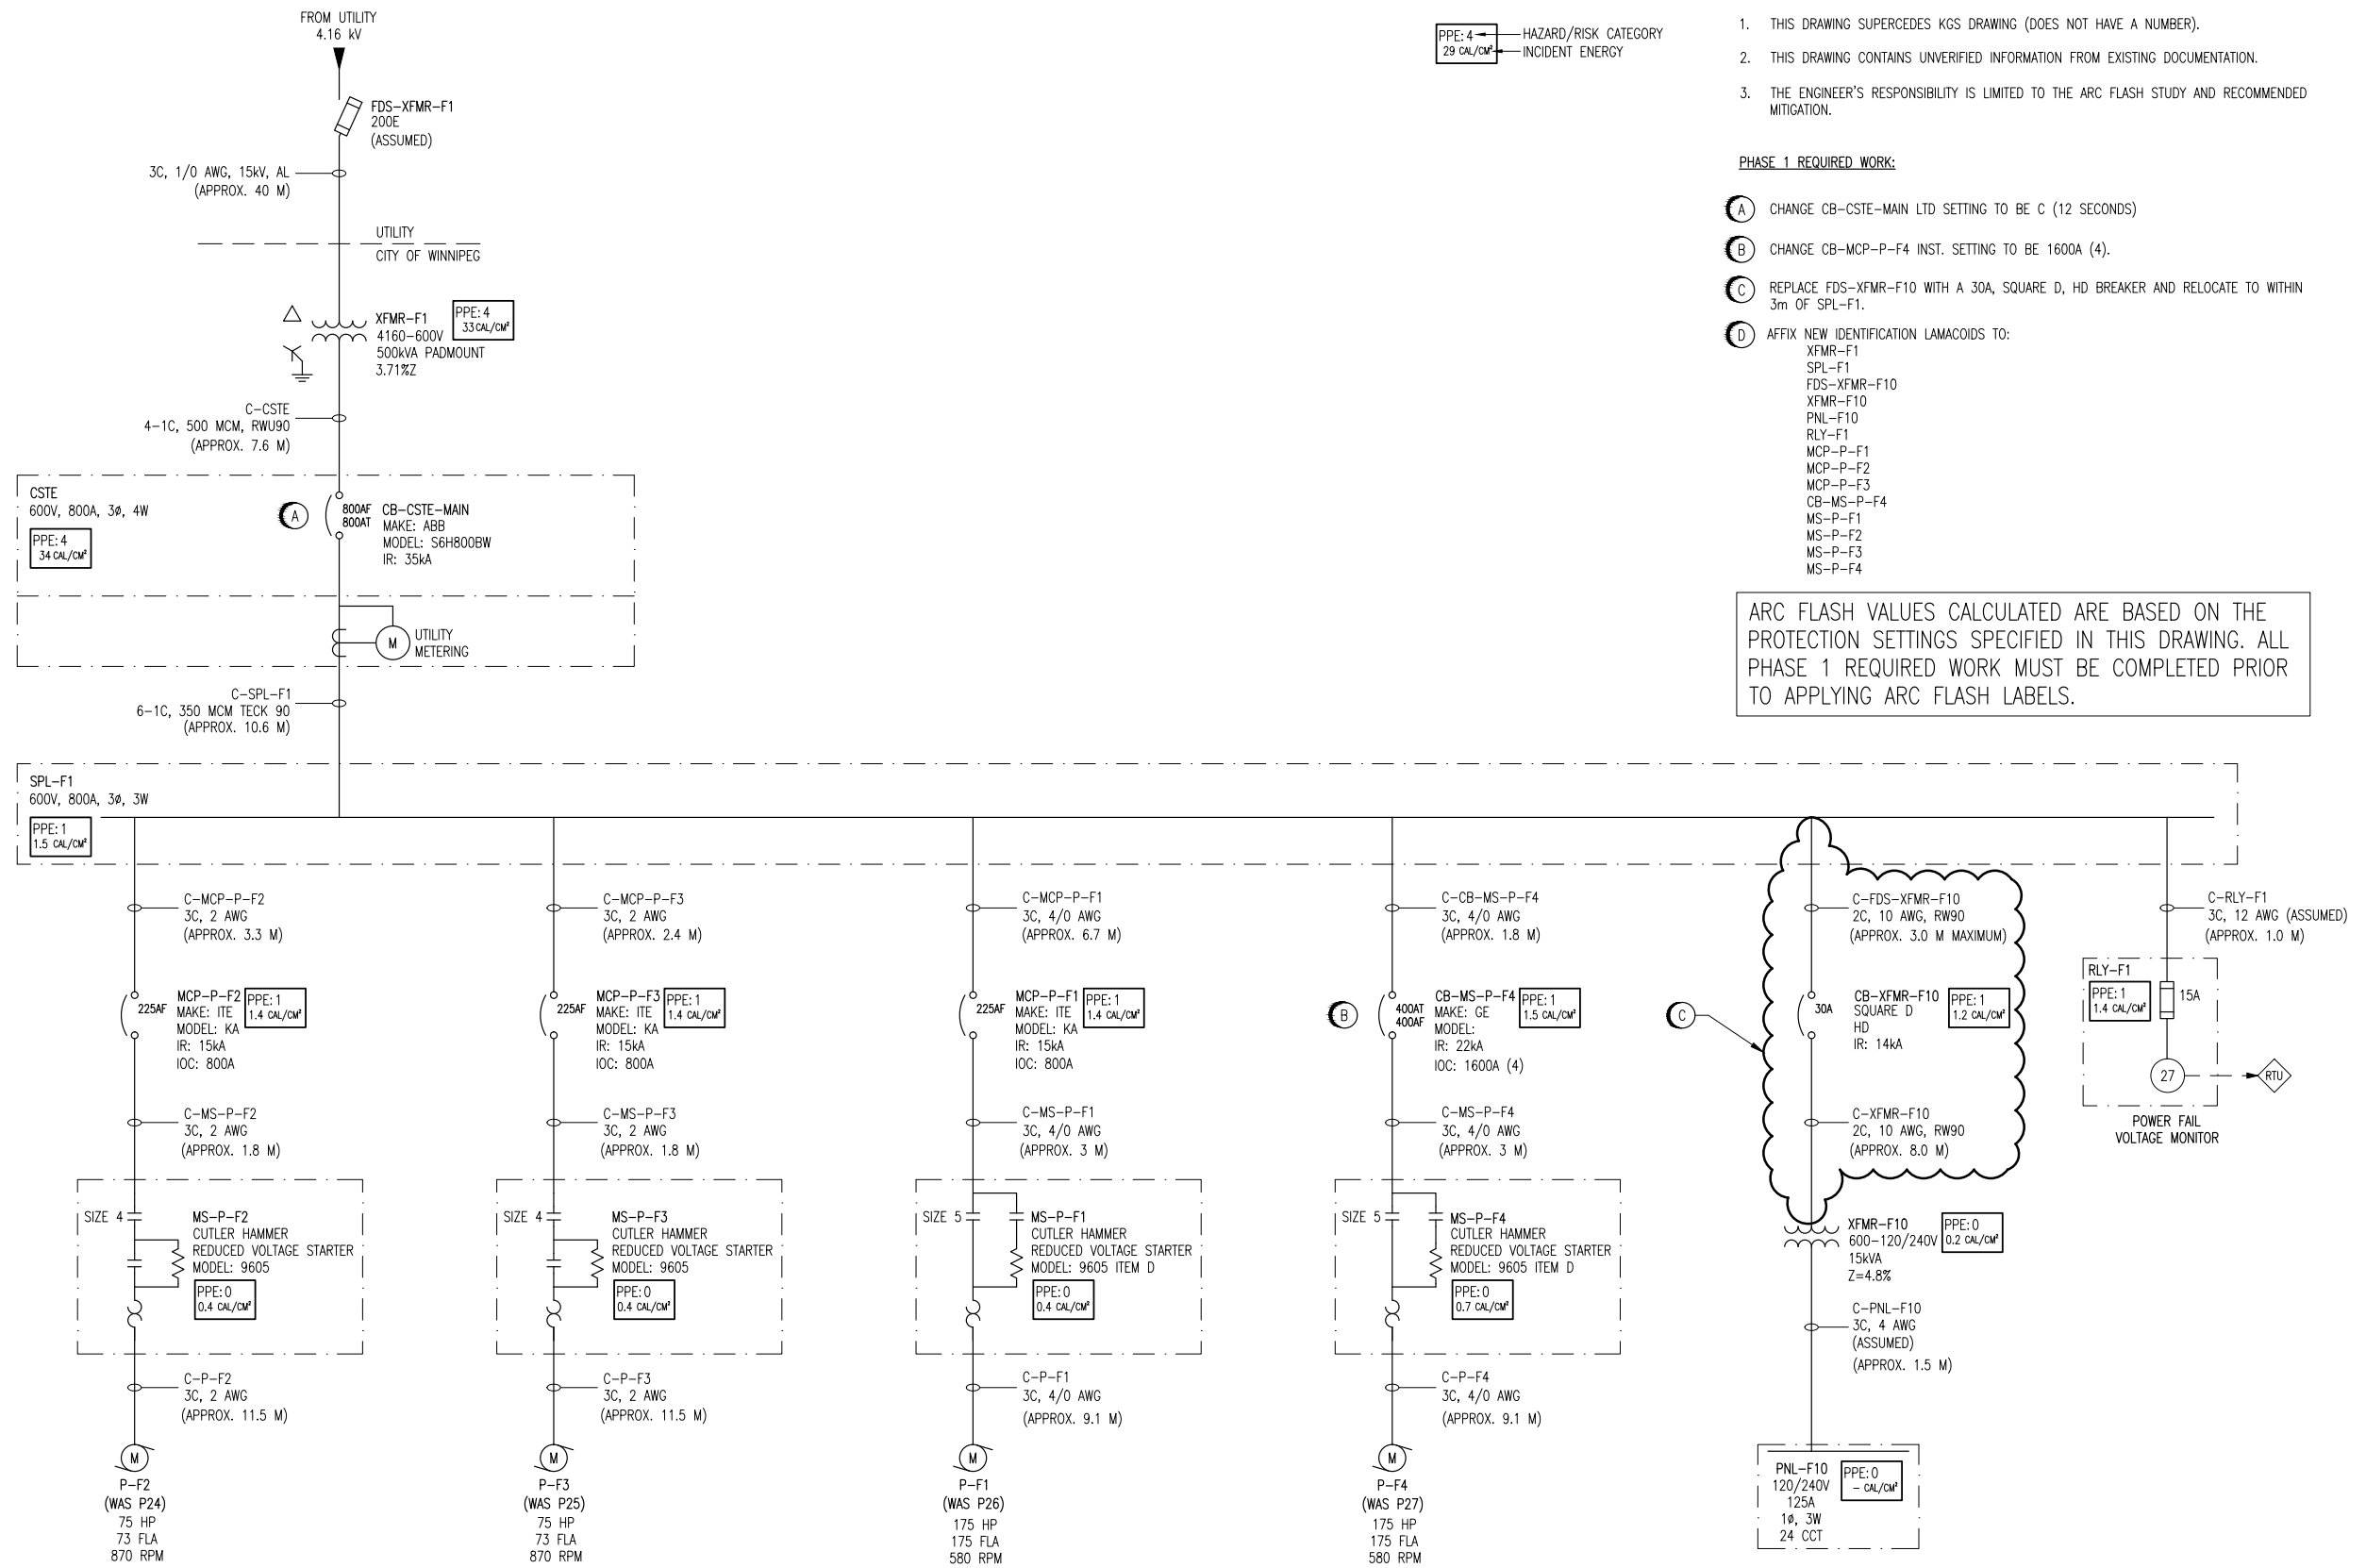 FROM UTILITY
4.16 kV
FDS-XFMR-F1
200E
(ASSUMED)
3C, 1/0 AWG, 15kV, AL
(APPROX. 40 M)
UTILITY
CITY OF WINNIPEG
XFMR-F1
4160-600V
500kVA PADMOUNT
3.71%Z
PPE: 4
33 CAL/CM²
C-CSTE
4-1C, 500 MCM, RWU90
(APPROX. 7.6 M)
CSTE
600V, 800A, 3ø, 4W
PPE: 4
34 CAL/CM²
A
800AF
800AT
CB-CSTE-MAIN
MAKE: ABB
MODEL: S6H800BW
IR: 35kA
M
UTILITY
METERING
C-SPL-F1
6-1C, 350 MCM TECK 90
(APPROX. 10.6 M)
PPE: 4
29 CAL/CM²
HAZARD/RISK CATEGORY
INCIDENT ENERGY
1. THIS DRAWING SUPERCEDES KGS DRAWING (DOES NOT HAVE A NUMBER).
2. THIS DRAWING CONTAINS UNVERIFIED INFORMATION FROM EXISTING DOCUMENTATION.
3. THE ENGINEER'S RESPONSIBILITY IS LIMITED TO THE ARC FLASH STUDY AND RECOMMENDED
MITIGATION.
PHASE 1 REQUIRED WORK:
A CHANGE CB-CSTE-MAIN LTD SETTING TO BE C (12 SECONDS)
B CHANGE CB-MCP-P-F4 INST. SETTING TO BE 1600A (4).
C REPLACE FDS-XFMR-F10 WITH A 30A, SQUARE D, HD BREAKER AND RELOCATE TO WITHIN
3m OF SPL-F1.
D AFFIX NEW IDENTIFICATION LAMACOIDS TO:
XFMR-F1
SPL-F1
FDS-XFMR-F10
XFMR-F10
PNL-F10
RLY-F1
MCP-P-F1
MCP-P-F2
MCP-P-F3
CB-MS-P-F4
MS-P-F1
MS-P-F2
MS-P-F3
MS-P-F4
ARC FLASH VALUES CALCULATED ARE BASED ON THE
PROTECTION SETTINGS SPECIFIED IN THIS DRAWING. ALL
PHASE 1 REQUIRED WORK MUST BE COMPLETED PRIOR
TO APPLYING ARC FLASH LABELS.
SPL-F1
600V, 800A, 3ø, 3W
PPE: 1
1.5 CAL/CM²
C-MCP-P-F2
3C, 2 AWG
(APPROX. 3.3 M)
225AF
MCP-P-F2
MAKE: ITE
MODEL: KA
IR: 15kA
IOC: 800A
PPE: 1
1.4 CAL/CM²
C-MS-P-F2
3C, 2 AWG
(APPROX. 1.8 M)
SIZE 4
MS-P-F2
CUTLER HAMMER
REDUCED VOLTAGE STARTER
MODEL: 9605
PPE: 0
0.4 CAL/CM²
C-P-F2
3C, 2 AWG
(APPROX. 11.5 M)
M
P-F2
(WAS P24)
75 HP
73 FLA
870 RPM
C-MCP-P-F3
3C, 2 AWG
(APPROX. 2.4 M)
225AF
MCP-P-F3
MAKE: ITE
MODEL: KA
IR: 15kA
IOC: 800A
PPE: 1
1.4 CAL/CM²
C-MS-P-F3
3C, 2 AWG
(APPROX. 1.8 M)
SIZE 4
MS-P-F3
CUTLER HAMMER
REDUCED VOLTAGE STARTER
MODEL: 9605
PPE: 0
0.4 CAL/CM²
C-P-F3
3C, 2 AWG
(APPROX. 11.5 M)
M
P-F3
(WAS P25)
75 HP
73 FLA
870 RPM
C-MCP-P-F1
3C, 4/0 AWG
(APPROX. 6.7 M)
225AF
MCP-P-F1
MAKE: ITE
MODEL: KA
IR: 15kA
IOC: 800A
PPE: 1
1.4 CAL/CM²
C-MS-P-F1
3C, 4/0 AWG
(APPROX. 3 M)
SIZE 5
MS-P-F1
CUTLER HAMMER
REDUCED VOLTAGE STARTER
MODEL: 9605 ITEM D
PPE: 0
0.4 CAL/CM²
C-P-F1
3C, 4/0 AWG
(APPROX. 9.1 M)
M
P-F1
(WAS P26)
175 HP
175 FLA
580 RPM
C-CB-MS-P-F4
3C, 4/0 AWG
(APPROX. 1.8 M)
B
400AT
400AF
CB-MS-P-F4
MAKE: GE
MODEL:
IR: 22kA
IOC: 1600A (4)
PPE: 1
1.5 CAL/CM²
C-MS-P-F4
3C, 4/0 AWG
(APPROX. 3 M)
SIZE 5
MS-P-F4
CUTLER HAMMER
REDUCED VOLTAGE STARTER
MODEL: 9605 ITEM D
PPE: 0
0.7 CAL/CM²
C-P-F4
3C, 4/0 AWG
(APPROX. 9.1 M)
M
P-F4
(WAS P27)
175 HP
175 FLA
580 RPM
C-FDS-XFMR-F10
2C, 10 AWG, RW90
(APPROX. 3.0 M MAXIMUM)
C
30A
CB-XFMR-F10
SQUARE D
HD
IR: 14kA
PPE: 1
1.2 CAL/CM²
C-XFMR-F10
2C, 10 AWG, RW90
(APPROX. 8.0 M)
XFMR-F10
600-120/240V
15kVA
Z=4.8%
PPE: 0
0.2 CAL/CM²
C-PNL-F10
3C, 4 AWG
(ASSUMED)
(APPROX. 1.5 M)
PNL-F10
120/240V
125A
1ø, 3W
24 CCT
PPE: 0
- CAL/CM²
C-RLY-F1
3C, 12 AWG (ASSUMED)
(APPROX. 1.0 M)
RLY-F1
PPE: 1
1.4 CAL/CM²
15A
27
RTU
POWER FAIL
VOLTAGE MONITOR